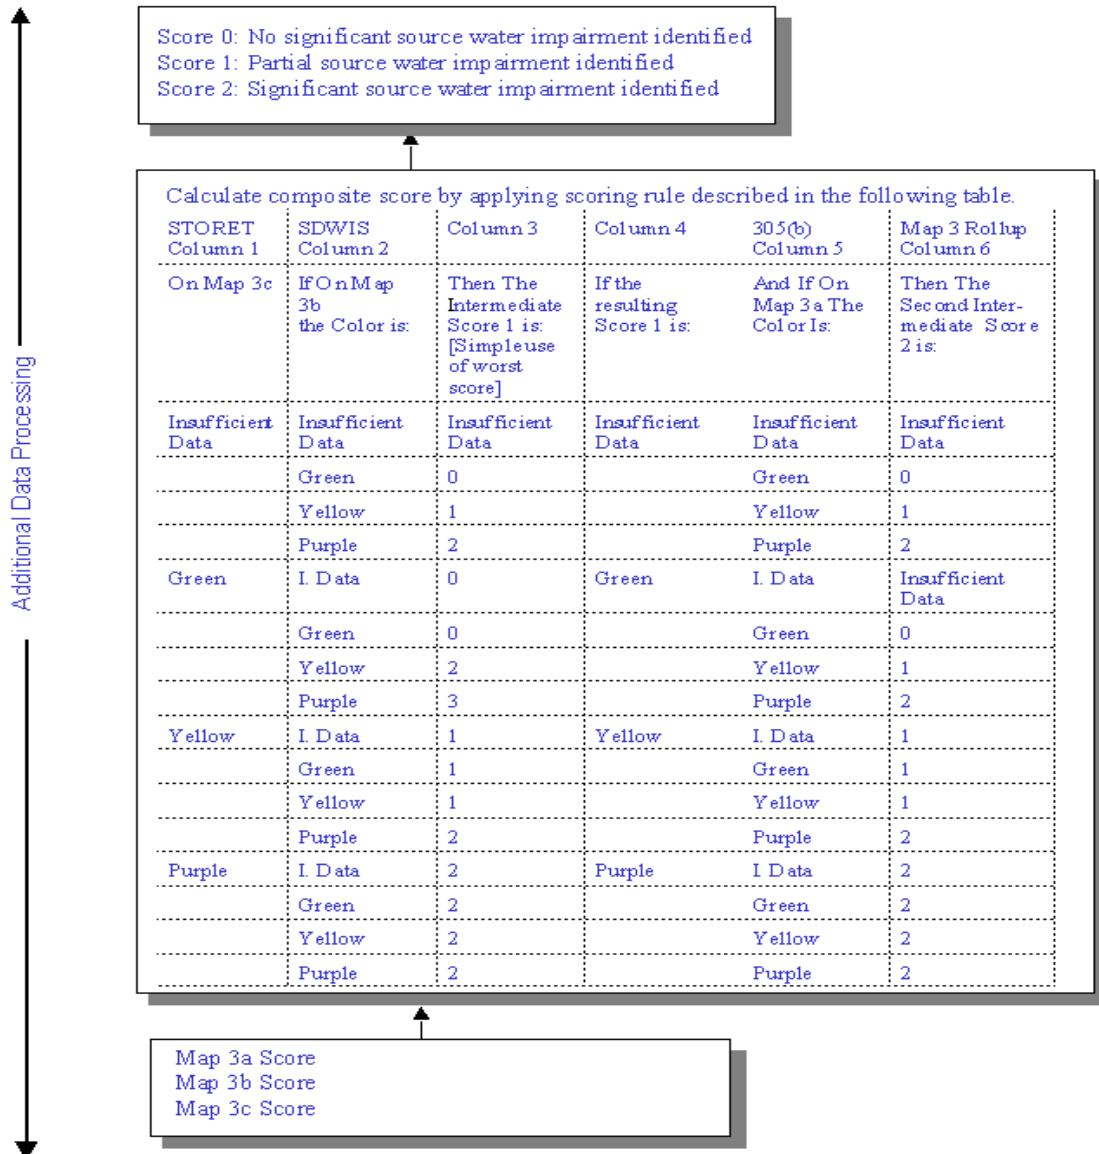 Additional Data Processing
Score 0: No significant source water impairment identified
Score 1: Partial source water impairment identified
Score 2: Significant source water impairment identified
Calculate composite score by applying scoring rule described in the following table.
STORET Column 1 SDWIS Column 2 Column 3 Column 4 305(b) Column 5 Map 3 Rollup Column 6
On Map 3c If On Map 3b the Color is: Then The Intermediate Score 1 is: [Simple use of worst score] If the resulting Score 1 is: And If On Map 3a The Color Is: Then The Second Inter-mediate Score 2 is:
Insufficient Data Insufficient Data Insufficient Data Insufficient Data Insufficient Data Insufficient Data
Green 0 Green 0
Yellow 1 Yellow 1
Purple 2 Purple 2
Green I. Data 0 Green I. Data Insufficient Data
Green 0 Green 0
Yellow 2 Yellow 1
Purple 3 Purple 2
Yellow I. Data 1 Yellow I. Data 1
Green 1 Green 1
Yellow 1 Yellow 1
Purple 2 Purple 2
Purple I. Data 2 Purple I. Data 2
Green 2 Green 2
Yellow 2 Yellow 2
Purple 2 Purple 2
Map 3a Score
Map 3b Score
Map 3c Score